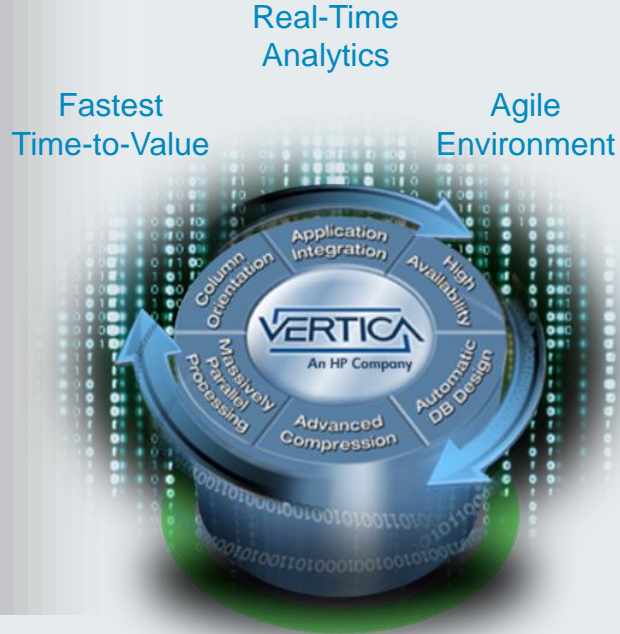 Real-Time
Analytics
Fastest
Time-to-Value
Agile
Environment
Application
Integration
High
Availability
Automatic
DB Design
Advanced
Compression
Massively
Parallel
Processing
Column
Orientation
VERTICA
An HP Company